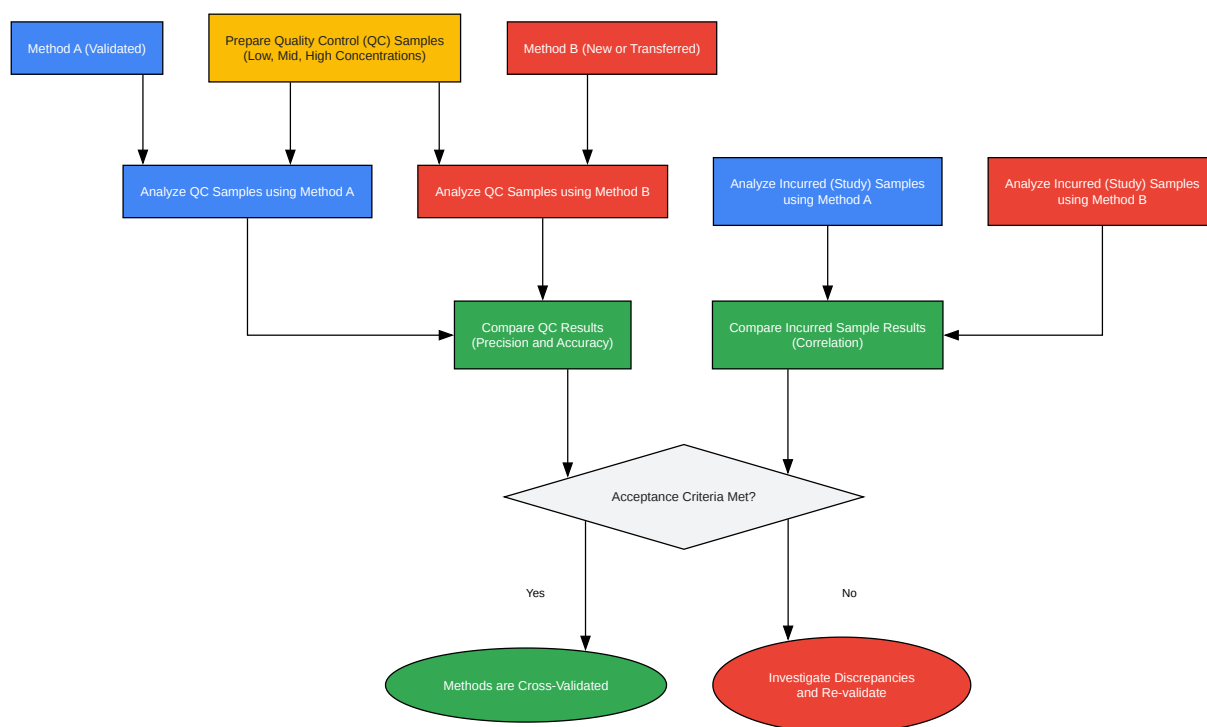 Method A (Validated)
Prepare Quality Control (QC) Samples
(Low, Mid, High Concentrations)
Method B (New or Transferred)
Analyze QC Samples using Method A
Analyze QC Samples using Method B
Analyze Incurred (Study) Samples
using Method A
Analyze Incurred (Study) Samples
using Method B
Compare QC Results
(Precision and Accuracy)
Compare Incurred Sample Results
(Correlation)
Acceptance Criteria Met?
Yes
No
Methods are Cross-Validated
Investigate Discrepancies
and Re-validate